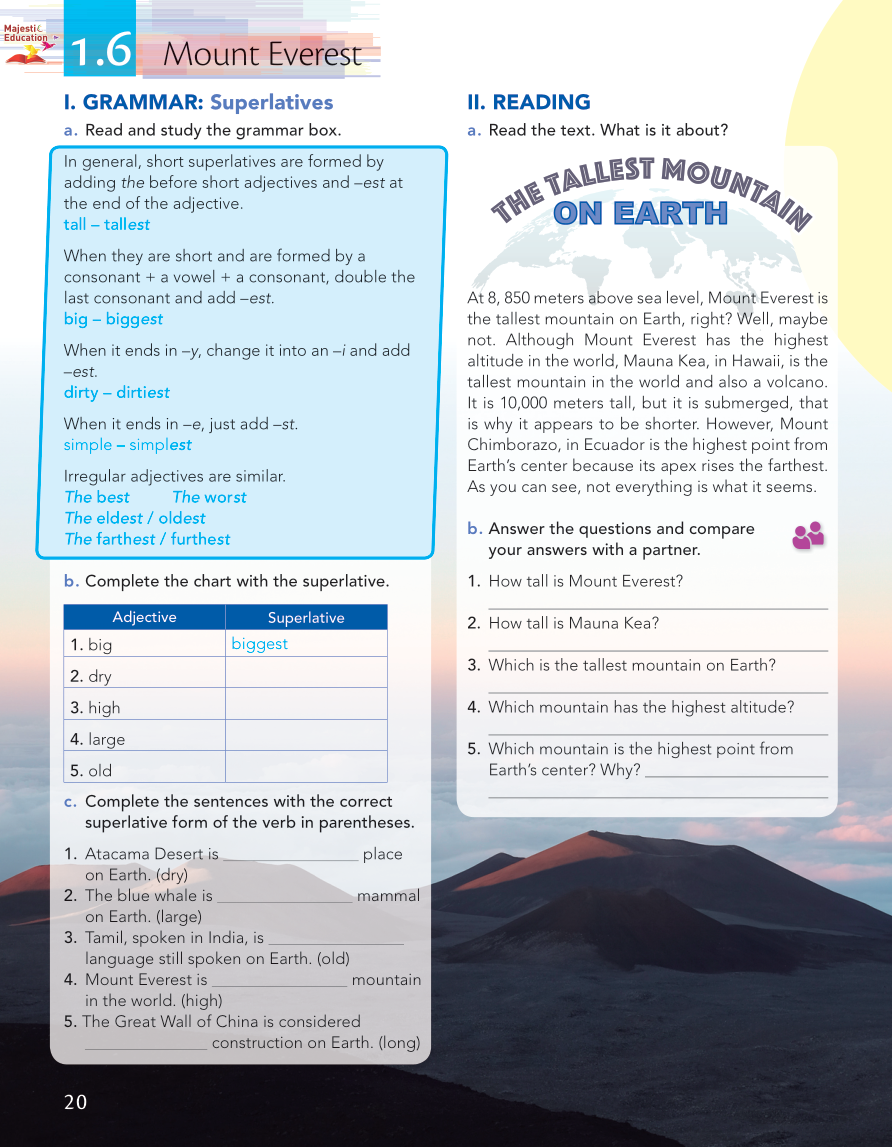 Majestic
Education
1.6 Mount Everest
I. GRAMMAR: Superlatives
a. Read and study the grammar box.
In general, short superlatives are formed by
adding the before short adjectives and –est at
the end of the adjective.
tall – tallest
When they are short and are formed by a
consonant + a vowel + a consonant, double the
last consonant and add –est.
big – biggest
When it ends in –y, change it into an –i and add
–est.
dirty – dirtiest
When it ends in –e, just add –st.
simple – simplest
Irregular adjectives are similar.
The best The worst
The eldest / oldest
The farthest / furthest
b. Complete the chart with the superlative.
Adjective Superlative
1. big biggest
2. dry
3. high
4. large
5. old
c. Complete the sentences with the correct
superlative form of the verb in parentheses.
1. Atacama Desert is ________________ place
on Earth. (dry)
2. The blue whale is ________________ mammal
on Earth. (large)
3. Tamil, spoken in India, is ________________
language still spoken on Earth. (old)
4. Mount Everest is ________________ mountain
in the world. (high)
5. The Great Wall of China is considered
______________ construction on Earth. (long)
II. READING
a. Read the text. What is it about?
THE TALLEST MOUNTAIN
ON EARTH
At 8, 850 meters above sea level, Mount Everest is
the tallest mountain on Earth, right? Well, maybe
not. Although Mount Everest has the highest
altitude in the world, Mauna Kea, in Hawaii, is the
tallest mountain in the world and also a volcano.
It is 10,000 meters tall, but it is submerged, that
is why it appears to be shorter. However, Mount
Chimborazo, in Ecuador is the highest point from
Earth's center because its apex rises the farthest.
As you can see, not everything is what it seems.
b. Answer the questions and compare
your answers with a partner.
1. How tall is Mount Everest?
2. How tall is Mauna Kea?
3. Which is the tallest mountain on Earth?
4. Which mountain has the highest altitude?
5. Which mountain is the highest point from
Earth's center? Why? ______________________
20